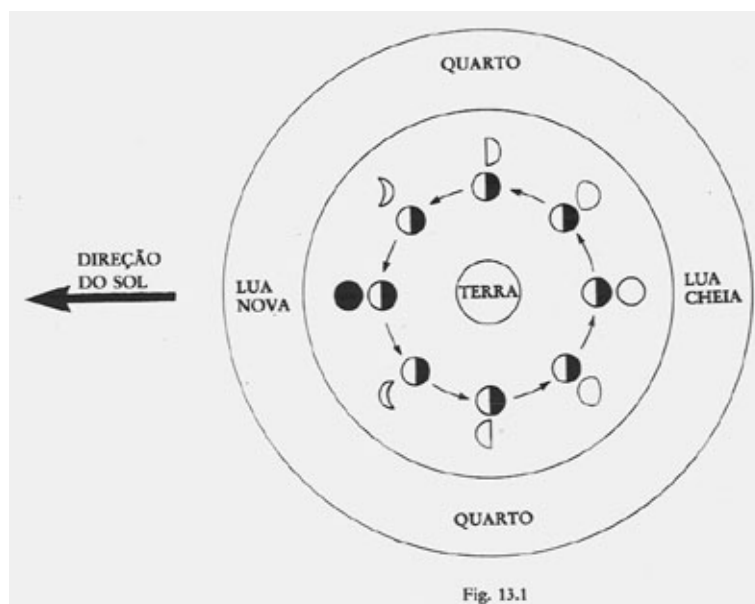 QUARTO
DIREÇÃO
DO SOL
LUA
NOVA
TERRA
LUA
CHEIA
QUARTO
Fig. 13.1